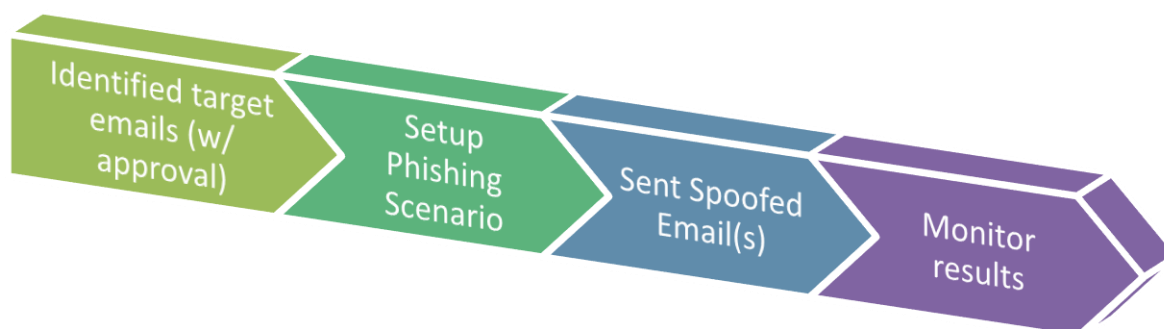 Identified target
emails (w/
approval)
Setup
Phishing
Scenario
Sent Spoofed
Email(s)
Monitor
results